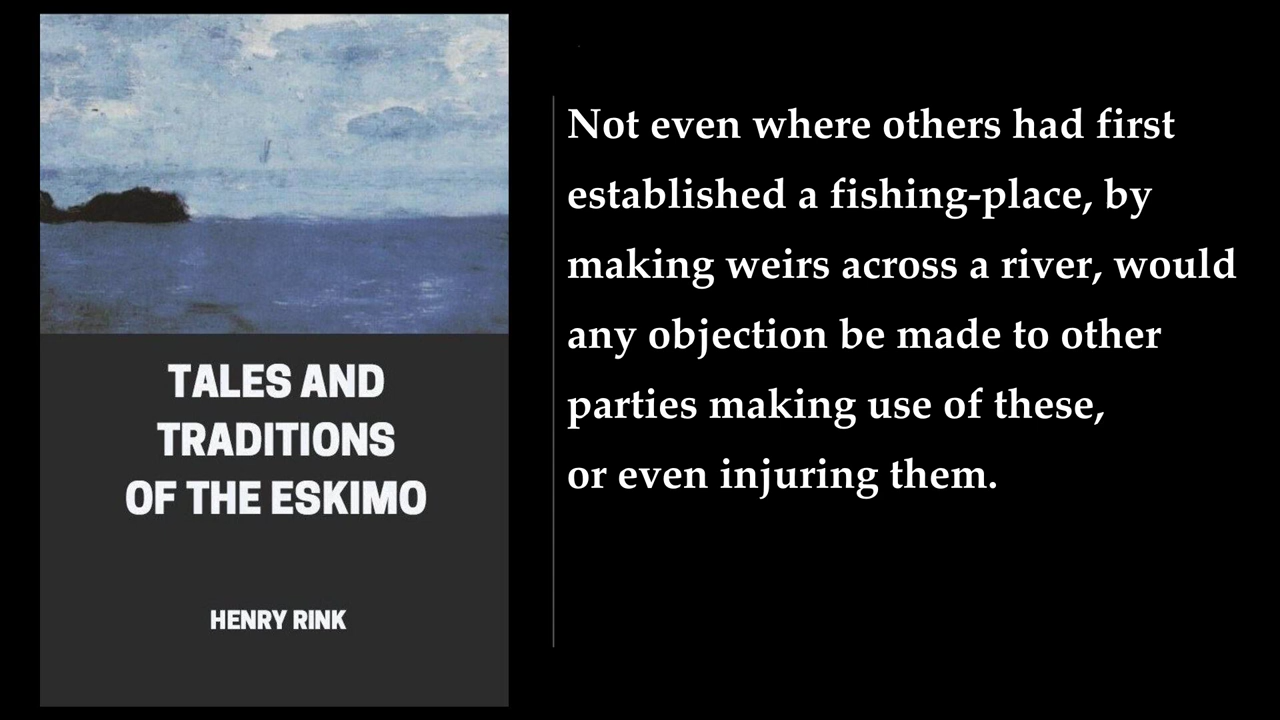 TALES AND
TRADITIONS
OF THE ESKIMO
HENRY RINK
Not even where others had first
established a fishing-place, by
making weirs across a river, would
any objection be made to other
parties making use of these,
or even injuring them.